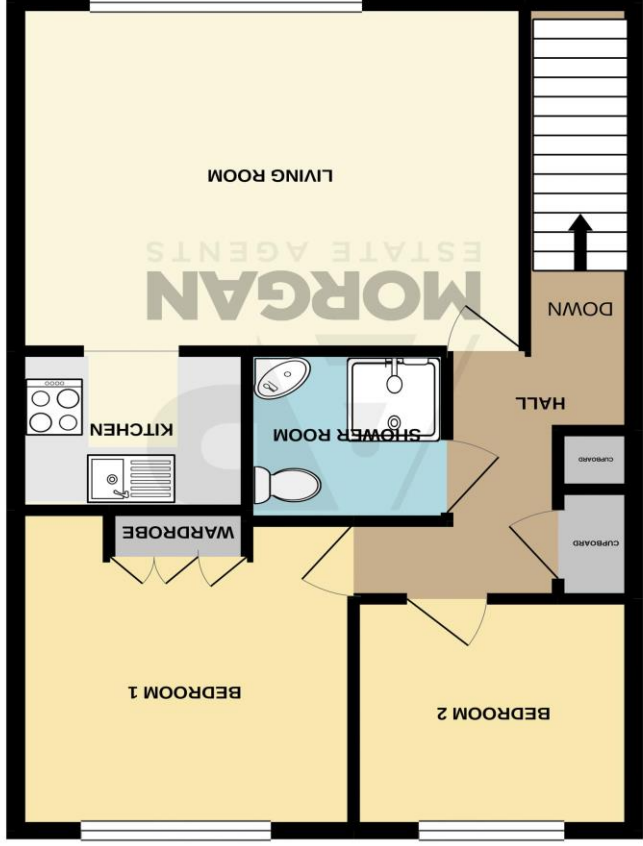 BEDROOM 2
BEDROOM 1
CUPBOARD
WARDROBE
CUPBOARD
SHOWER ROOM
KITCHEN
HALL
DOWN
MORGAN
ESTATE AGENTS
LIVING ROOM